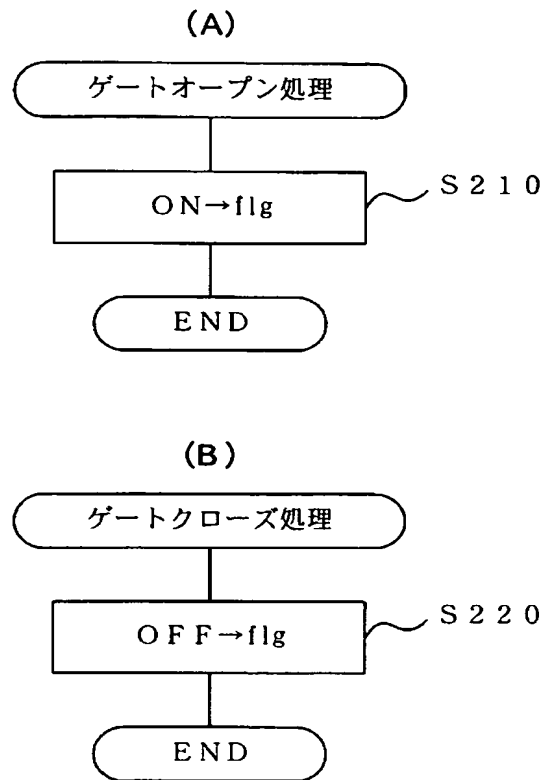 (A)
ゲートオープン処理
ON→flg
S210
END
(B)
ゲートクローズ処理
OFF→flg
S220
END